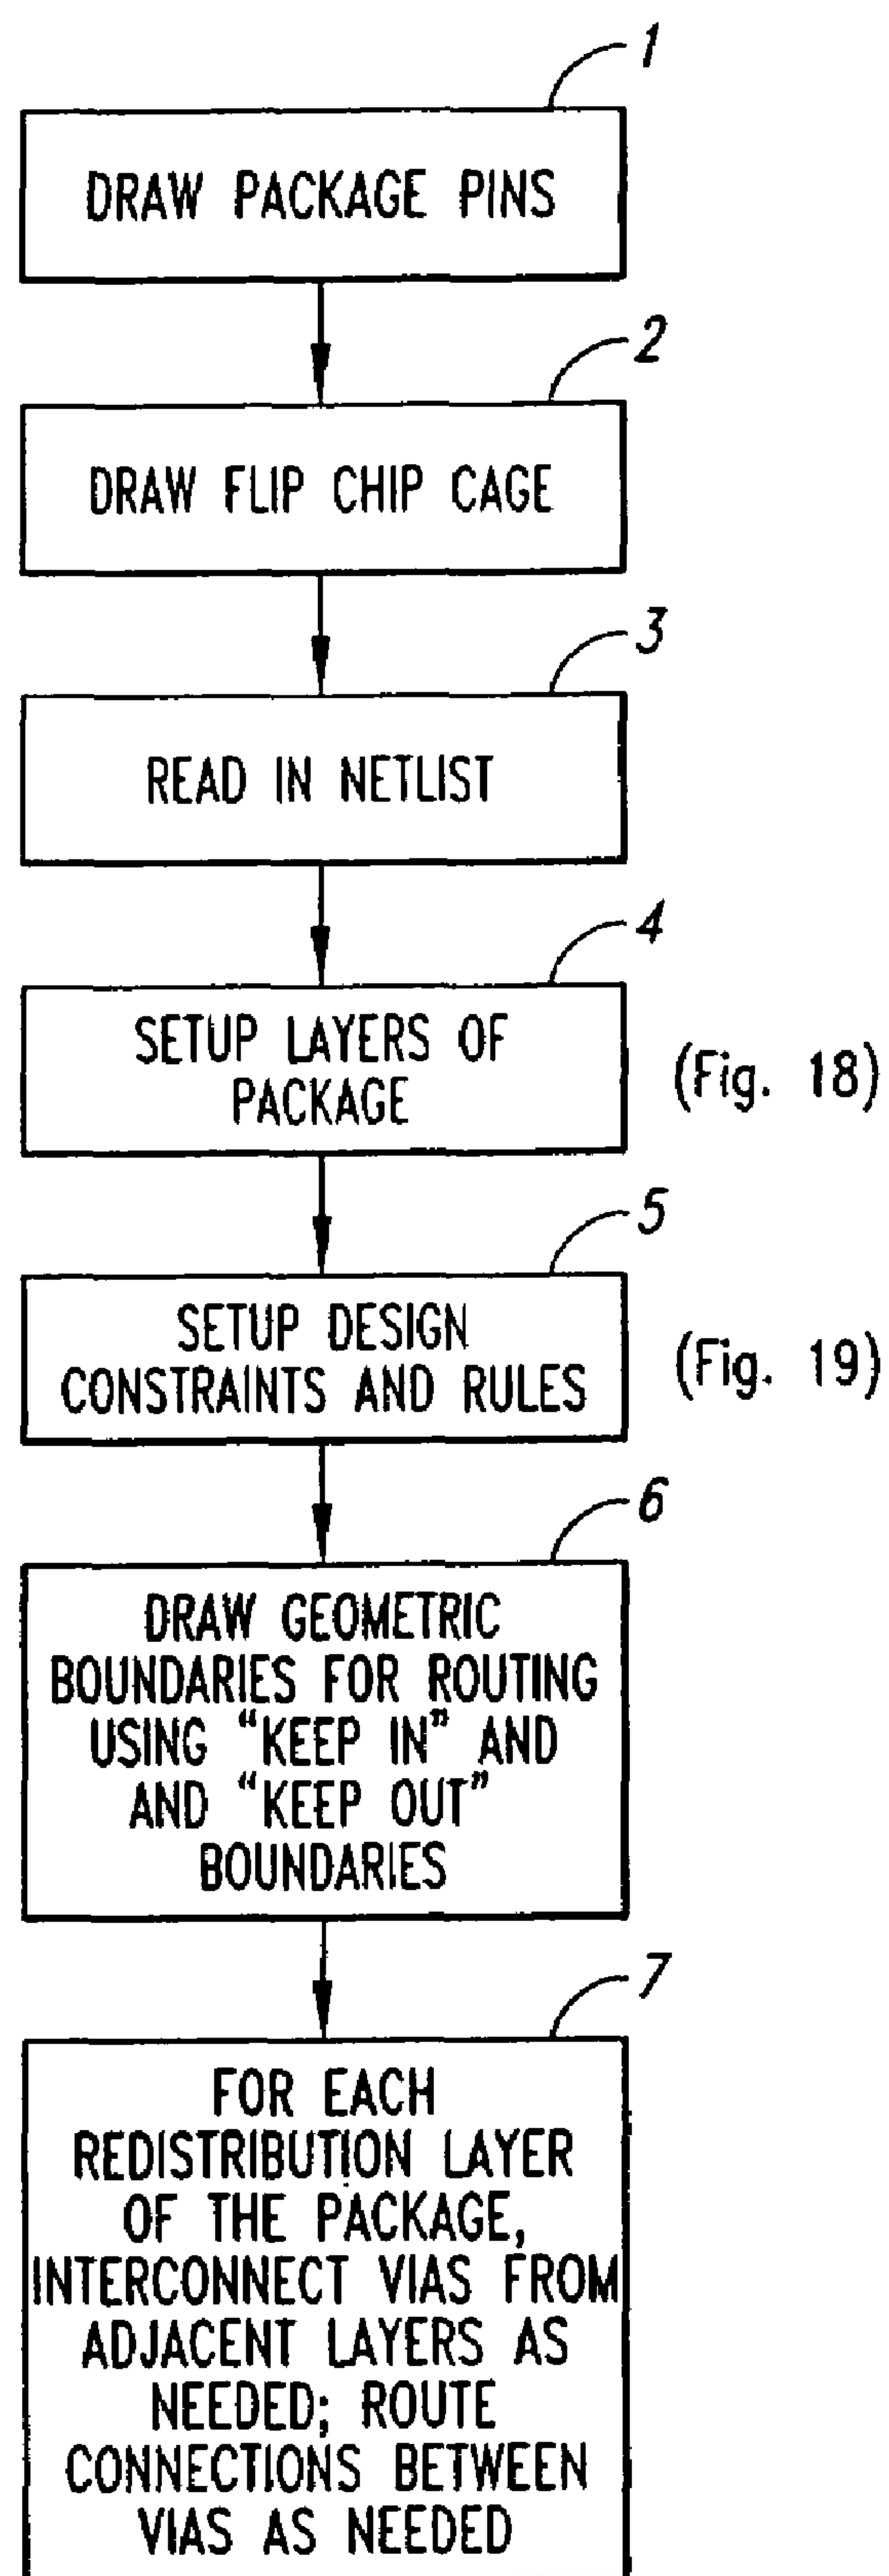 1
DRAW PACKAGE PINS
2
DRAW FLIP CHIP CAGE
3
READ IN NETLIST
4
SETUP LAYERS OF
PACKAGE
(Fig. 18)
5
SETUP DESIGN
CONSTRAINTS AND RULES
(Fig. 19)
6
DRAW GEOMETRIC
BOUNDARIES FOR ROUTING
USING “KEEP IN” AND
AND “KEEP OUT”
BOUNDARIES
7
FOR EACH
REDISTRIBUTION LAYER
OF THE PACKAGE,
INTERCONNECT VIAS FROM
ADJACENT LAYERS AS
NEEDED; ROUTE
CONNECTIONS BETWEEN
VIAS AS NEEDED